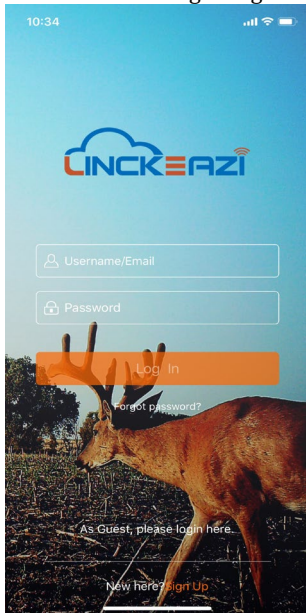 10:34
LINCKEAZI
Username/Email
Password
Log In
Forgot password?
As Guest, please login here.
New here?Sign Up